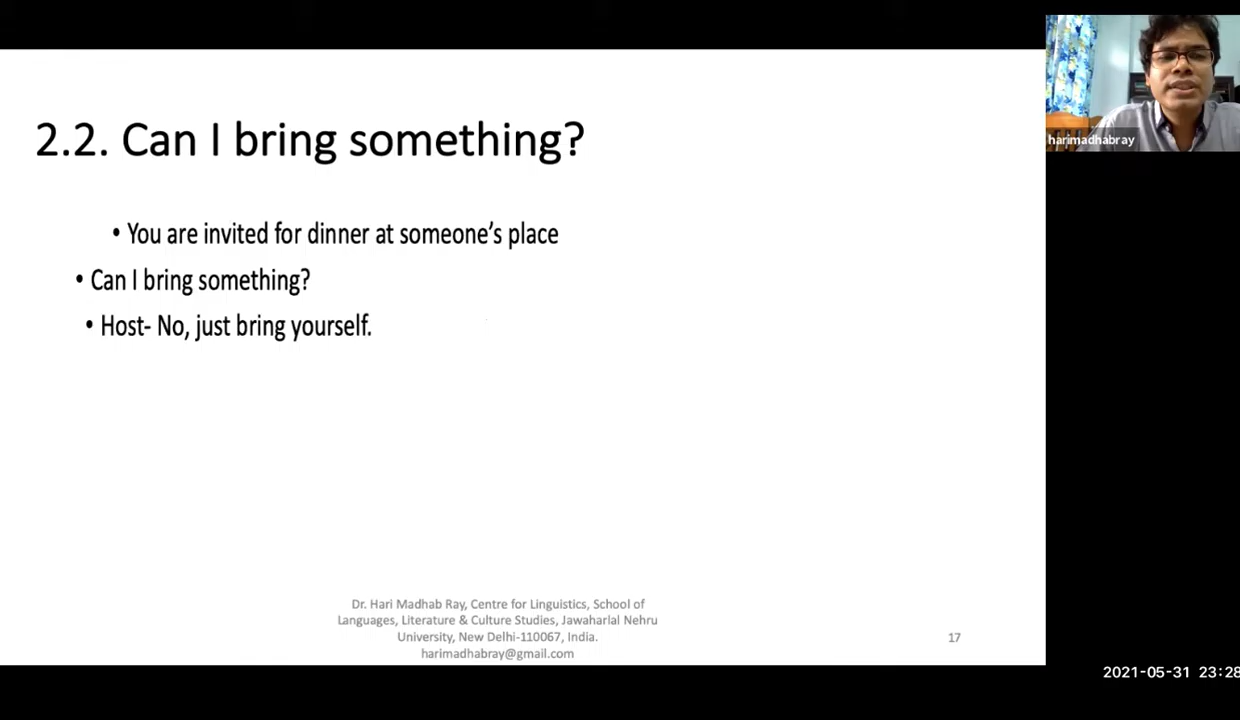 2.2. Can I bring something?
• You are invited for dinner at someone’s place
• Can I bring something?
• Host- No, just bring yourself.
Dr. Hari Madhab Ray, Centre for Linguistics, School of
Languages, Literature & Culture Studies, Jawaharlal Nehru
University, New Delhi-110067, India.
harimadhabray@gmail.com
17
harimadhabray
2021-05-31 23:28